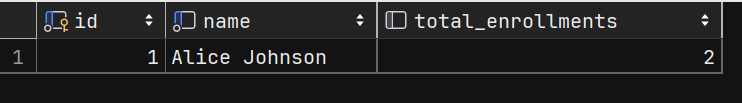 id name total_enrollments
1 1 Alice Johnson 2